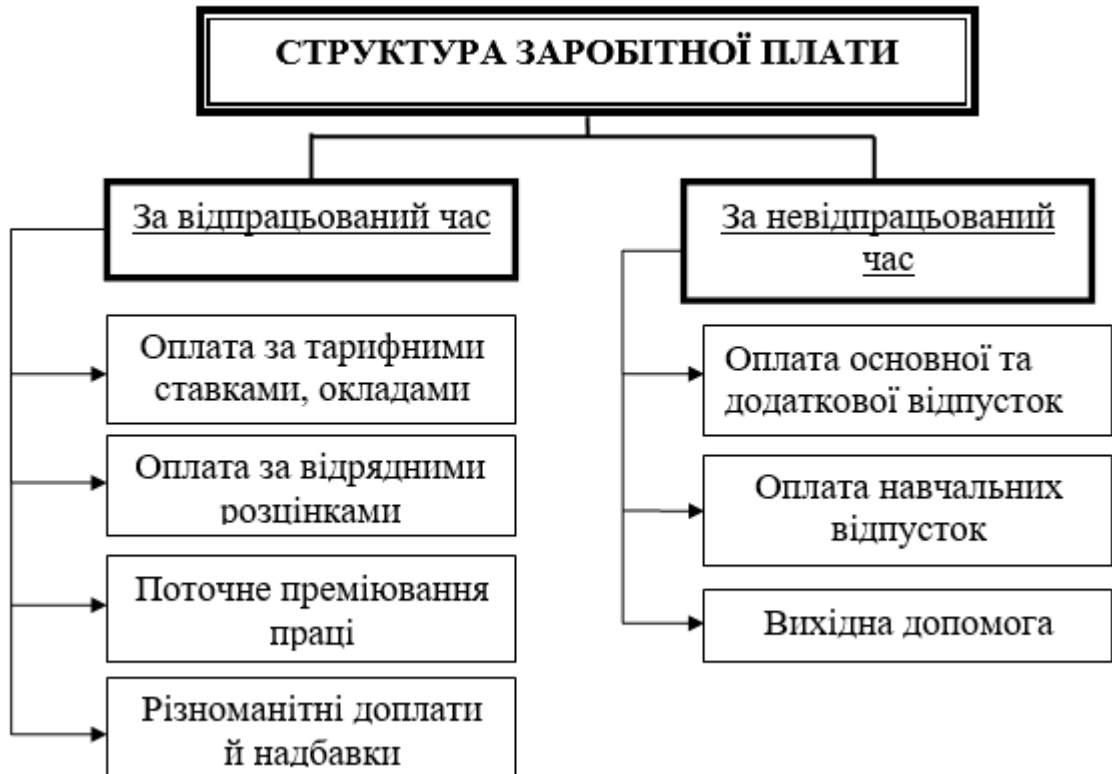 СТРУКТУРА ЗАРОБІТНОЇ ПЛАТИ
За відпрацьований час
Оплата за тарифними
ставками, окладами
Оплата за відрядними
розцінками
Поточне преміювання
праці
Різноманітні доплати
й надбавки
За невідпрацьований
час
Оплата основної та
додаткової відпусток
Оплата навчальних
відпусток
Вихідна допомога